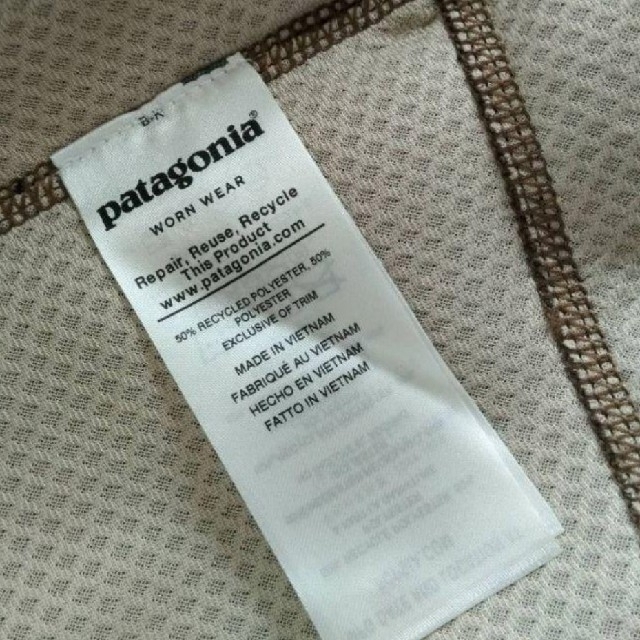 patagonia®
WORN WEAR
Repair, Reuse, Recycle
This Product
www.patagonia.com
50% RECYCLED POLYESTER, 50%
POLYESTER
EXCLUSIVE OF TRIM
MADE IN VIETNAM
FABRIQUÉ AU VIETNAM
HECHO EN VIETNAM
FATTO IN VIETNAM